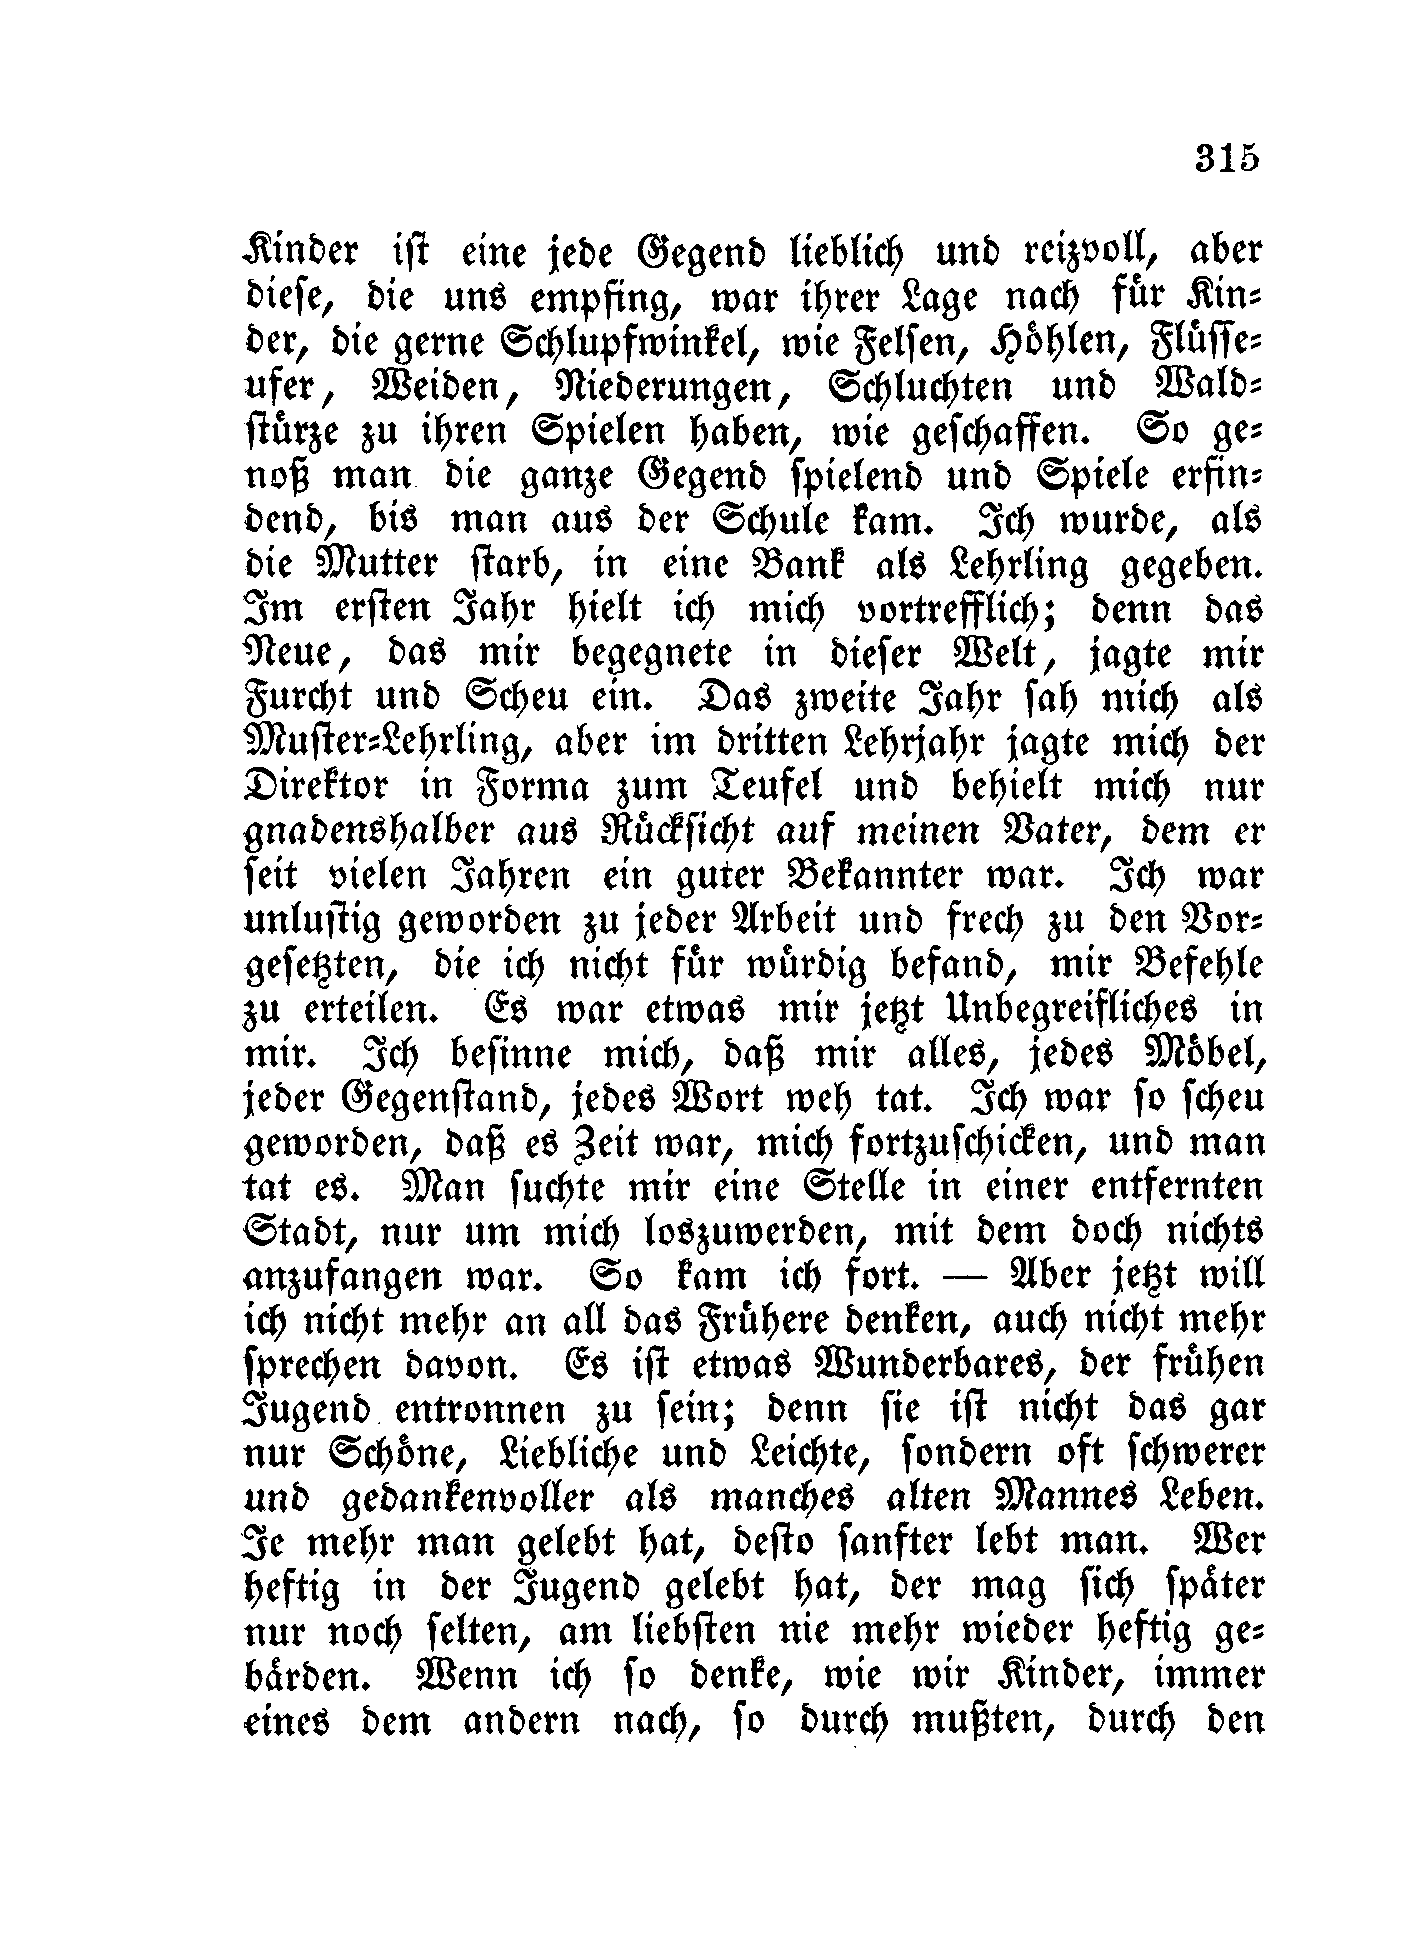 315
Kinder ist eine jede Gegend lieblich und reizvoll, aber
diese, die uns empfing, war ihrer Lage nach für Kin-
der, die gerne Schlupfwinkel, wie Felsen, Höhlen, Flüsse-
ufer, Weiden, Niederungen, Schluchten und Wald-
stürze zu ihren Spielen haben, wie geschaffen. So ge-
noß man die ganze Gegend spielend und Spiele erfin-
dend, bis man aus der Schule kam. Ich wurde, als
die Mutter starb, in eine Bank als Lehrling gegeben.
Im ersten Jahr hielt ich mich vortrefflich; denn das
Neue, das mir begegnete in dieser Welt, jagte mir
Furcht und Scheu ein. Das zweite Jahr sah mich als
Muster-Lehrling, aber im dritten Lehrjahr jagte mich der
Direktor in Forma zum Teufel und behielt mich nur
gnadenshalber aus Rücksicht auf meinen Vater, dem er
seit vielen Jahren ein guter Bekannter war. Ich war
unlustig geworden zu jeder Arbeit und frech zu den Vor-
gesetzten, die ich nicht für würdig befand, mir Befehle
zu erteilen. Es war etwas mir jetzt Unbegreifliches in
mir. Ich besinne mich, daß mir alles, jedes Möbel,
jeder Gegenstand, jedes Wort weh tat. Ich war so scheu
geworden, daß es Zeit war, mich fortzuschicken, und man
tat es. Man suchte mir eine Stelle in einer entfernten
Stadt, nur um mich loszuwerden, mit dem doch nichts
anzufangen war. So kam ich fort. — Aber jetzt will
ich nicht mehr an all das Frühere denken, auch nicht mehr
sprechen davon. Es ist etwas Wunderbares, der frühen
Jugend entronnen zu sein; denn sie ist nicht das gar
nur Schöne, Liebliche und Leichte, sondern oft schwerer
und gedankenvoller als manches alten Mannes Leben.
Je mehr man gelebt hat, desto sanfter lebt man. Wer
heftig in der Jugend gelebt hat, der mag sich später
nur noch selten, am liebsten nie mehr wieder heftig ge-
bärden. Wenn ich so denke, wie wir Kinder, immer
eines dem andern nach, so durch mußten, durch den